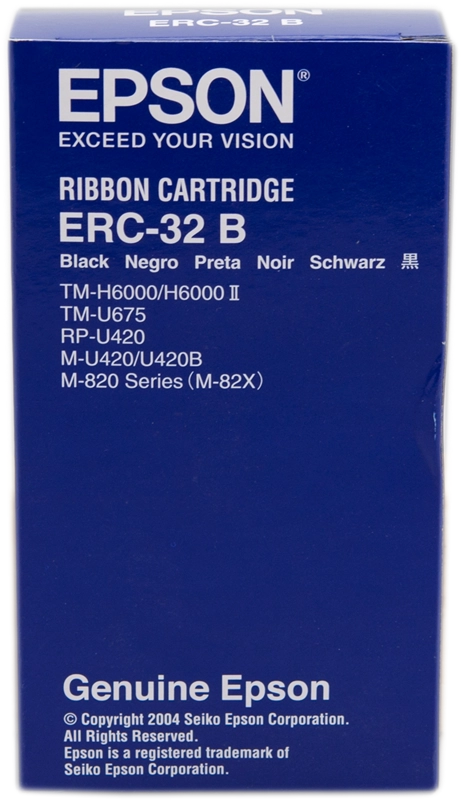 ERC-32 B
EPSON®
EXCEED YOUR VISION
RIBBON CARTRIDGE
ERC-32 B
Black Negro Preta Noir Schwarz 黒
TM-H6000/H6000 II
TM-U675
RP-U420
M-U420/U420B
M-820 Series (M-82X)
Genuine Epson
© Copyright 2004 Seiko Epson Corporation.
All Rights Reserved.
Epson is a registered trademark of
Seiko Epson Corporation.